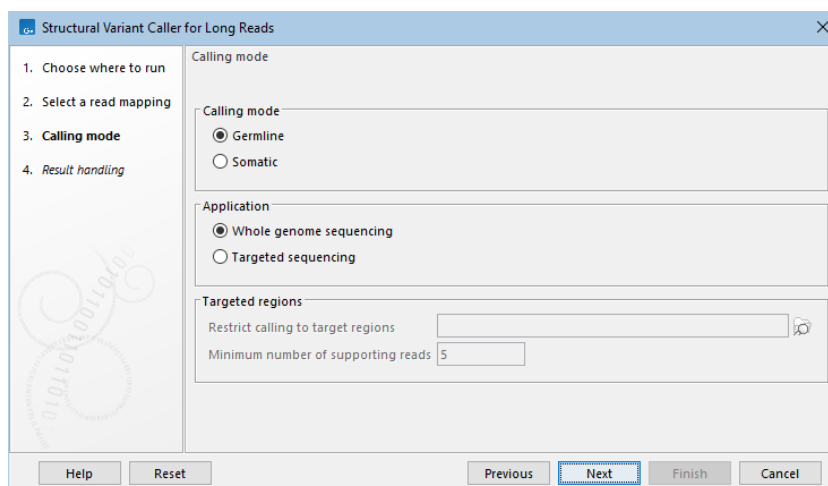 Structural Variant Caller for Long Reads
1. Choose where to run
2. Select a read mapping
3. Calling mode
4. Result handling
Calling mode
Calling mode
Germline
Somatic
Application
Whole genome sequencing
Targeted sequencing
Targeted regions
Restrict calling to target regions
Minimum number of supporting reads 5
Help Reset Previous Next Finish Cancel